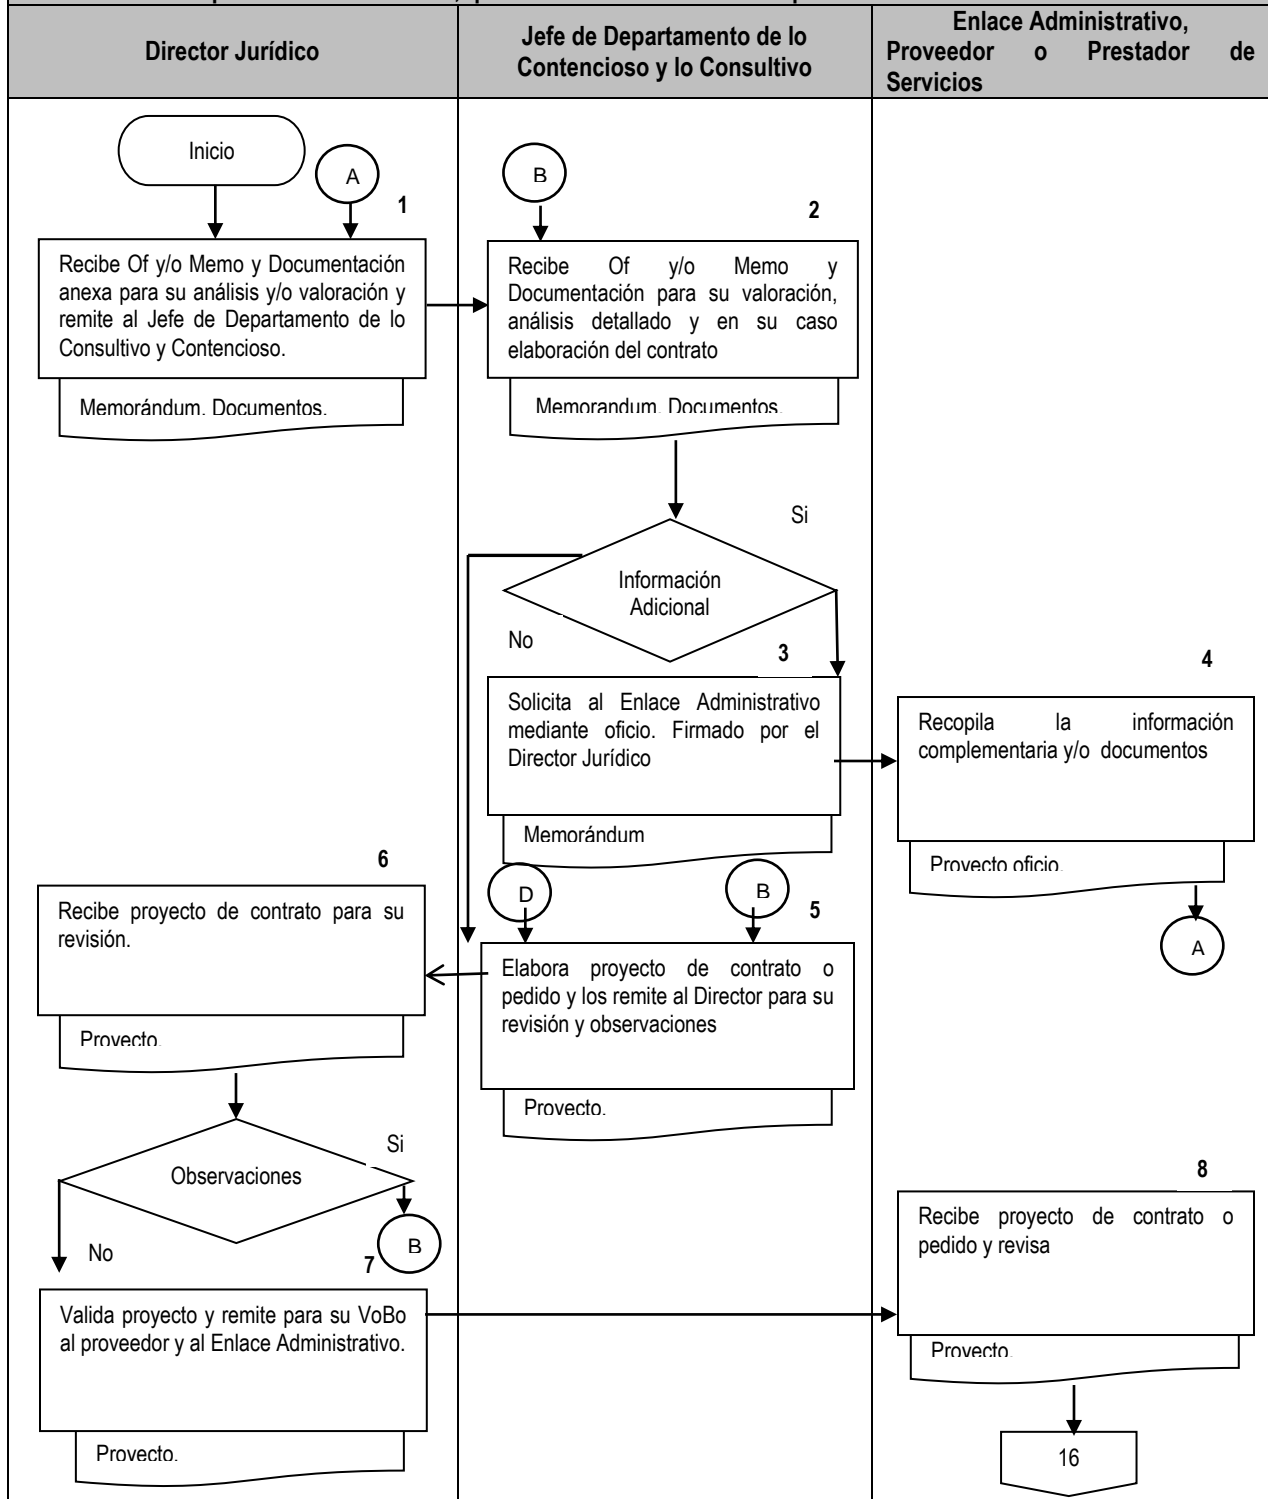 Director Jurídico
Jefe de Departamento de lo
Contencioso y lo Consultivo
Enlace Administrativo,
Proveedor o Prestador de
Servicios
Inicio
A
1
Recibe Of y/o Memo y Documentación
anexa para su análisis y/o valoración y
remite al Jefe de Departamento de lo
Consultivo y Contencioso.
Memorándum. Documentos.
B
2
Recibe Of y/o Memo y
Documentación para su valoración,
análisis detallado y en su caso
elaboración del contrato
Memorandum. Documentos.
Si
Información
Adicional
No
3
Solicita al Enlace Administrativo
mediante oficio. Firmado por el
Director Jurídico
Memorándum
4
Recopila la información
complementaria y/o documentos
Proyecto oficio.
A
D
B
5
Elabora proyecto de contrato o
pedido y los remite al Director para su
revisión y observaciones
Proyecto.
6
Recibe proyecto de contrato para su
revisión.
Proyecto.
Observaciones
Si
No
B
7
Valida proyecto y remite para su VoBo
al proveedor y al Enlace Administrativo.
Proyecto.
8
Recibe proyecto de contrato o
pedido y revisa
Proyecto.
16